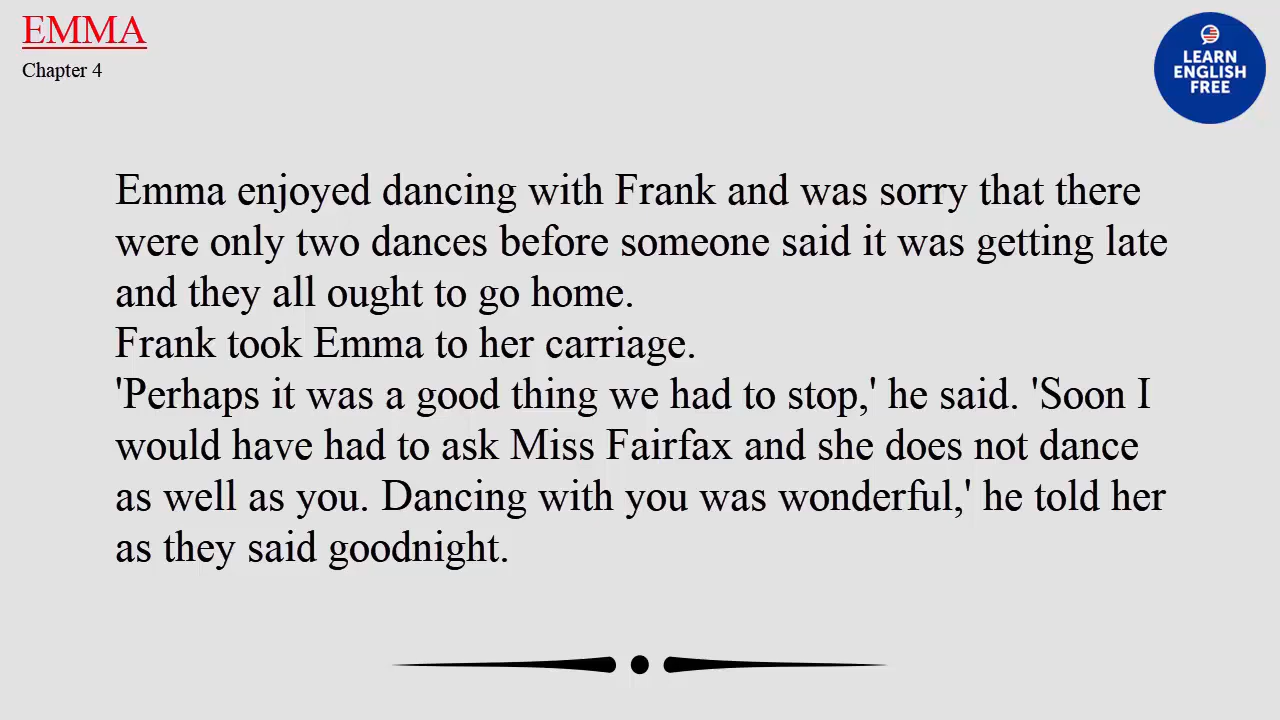 EMMA
Chapter 4
LEARN
ENGLISH
FREE
Emma enjoyed dancing with Frank and was sorry that there
were only two dances before someone said it was getting late
and they all ought to go home.
Frank took Emma to her carriage.
'Perhaps it was a good thing we had to stop,' he said. 'Soon I
would have had to ask Miss Fairfax and she does not dance
as well as you. Dancing with you was wonderful,' he told her
as they said goodnight.